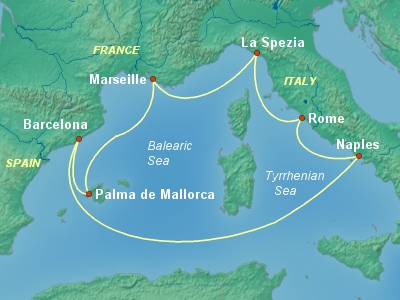 La Spezia
FRANCE
Marseille
ITALY
Rome
Barcelona
Naples
Balearic
Sea
SPAIN
Tyrrhenian
Sea
Palma de Mallorca